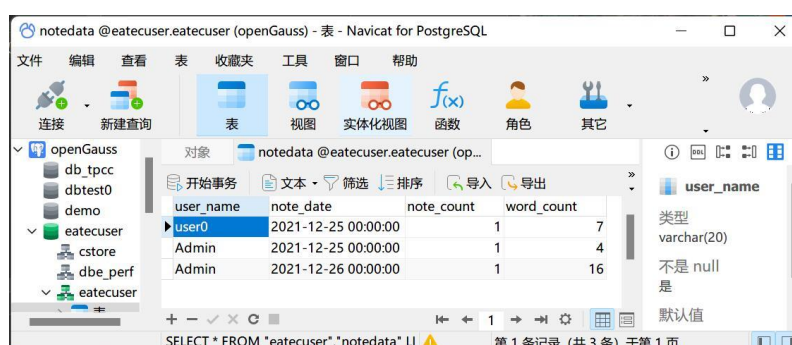 notedata @eatecuser.eatecuser (openGauss) - 表 - Navicat for PostgreSQL
文件 编辑 查看 表 收藏夹 工具 窗口 帮助
连接 新建查询 表 视图 实体化视图 f(x) 函数 角色 其它
openGauss
db_tpcc
dbtest0
demo
eatecuser
cstore
dbe_perf
eatecuser
表
对象 notedata @eatecuser.eatecuser (op...
开始事务 文本 筛选 排序 导入 导出
user_name note_date note_count word_count
user0 2021-12-25 00:00:00 1 7
Admin 2021-12-25 00:00:00 1 4
Admin 2021-12-26 00:00:00 1 16
1
SELECT * FROM "eatecuser"."notedata" LI
第 1 条记录 (共 3 条) 于第 1 页
DDL
user_name
类型
varchar(20)
不是 null
是
默认值